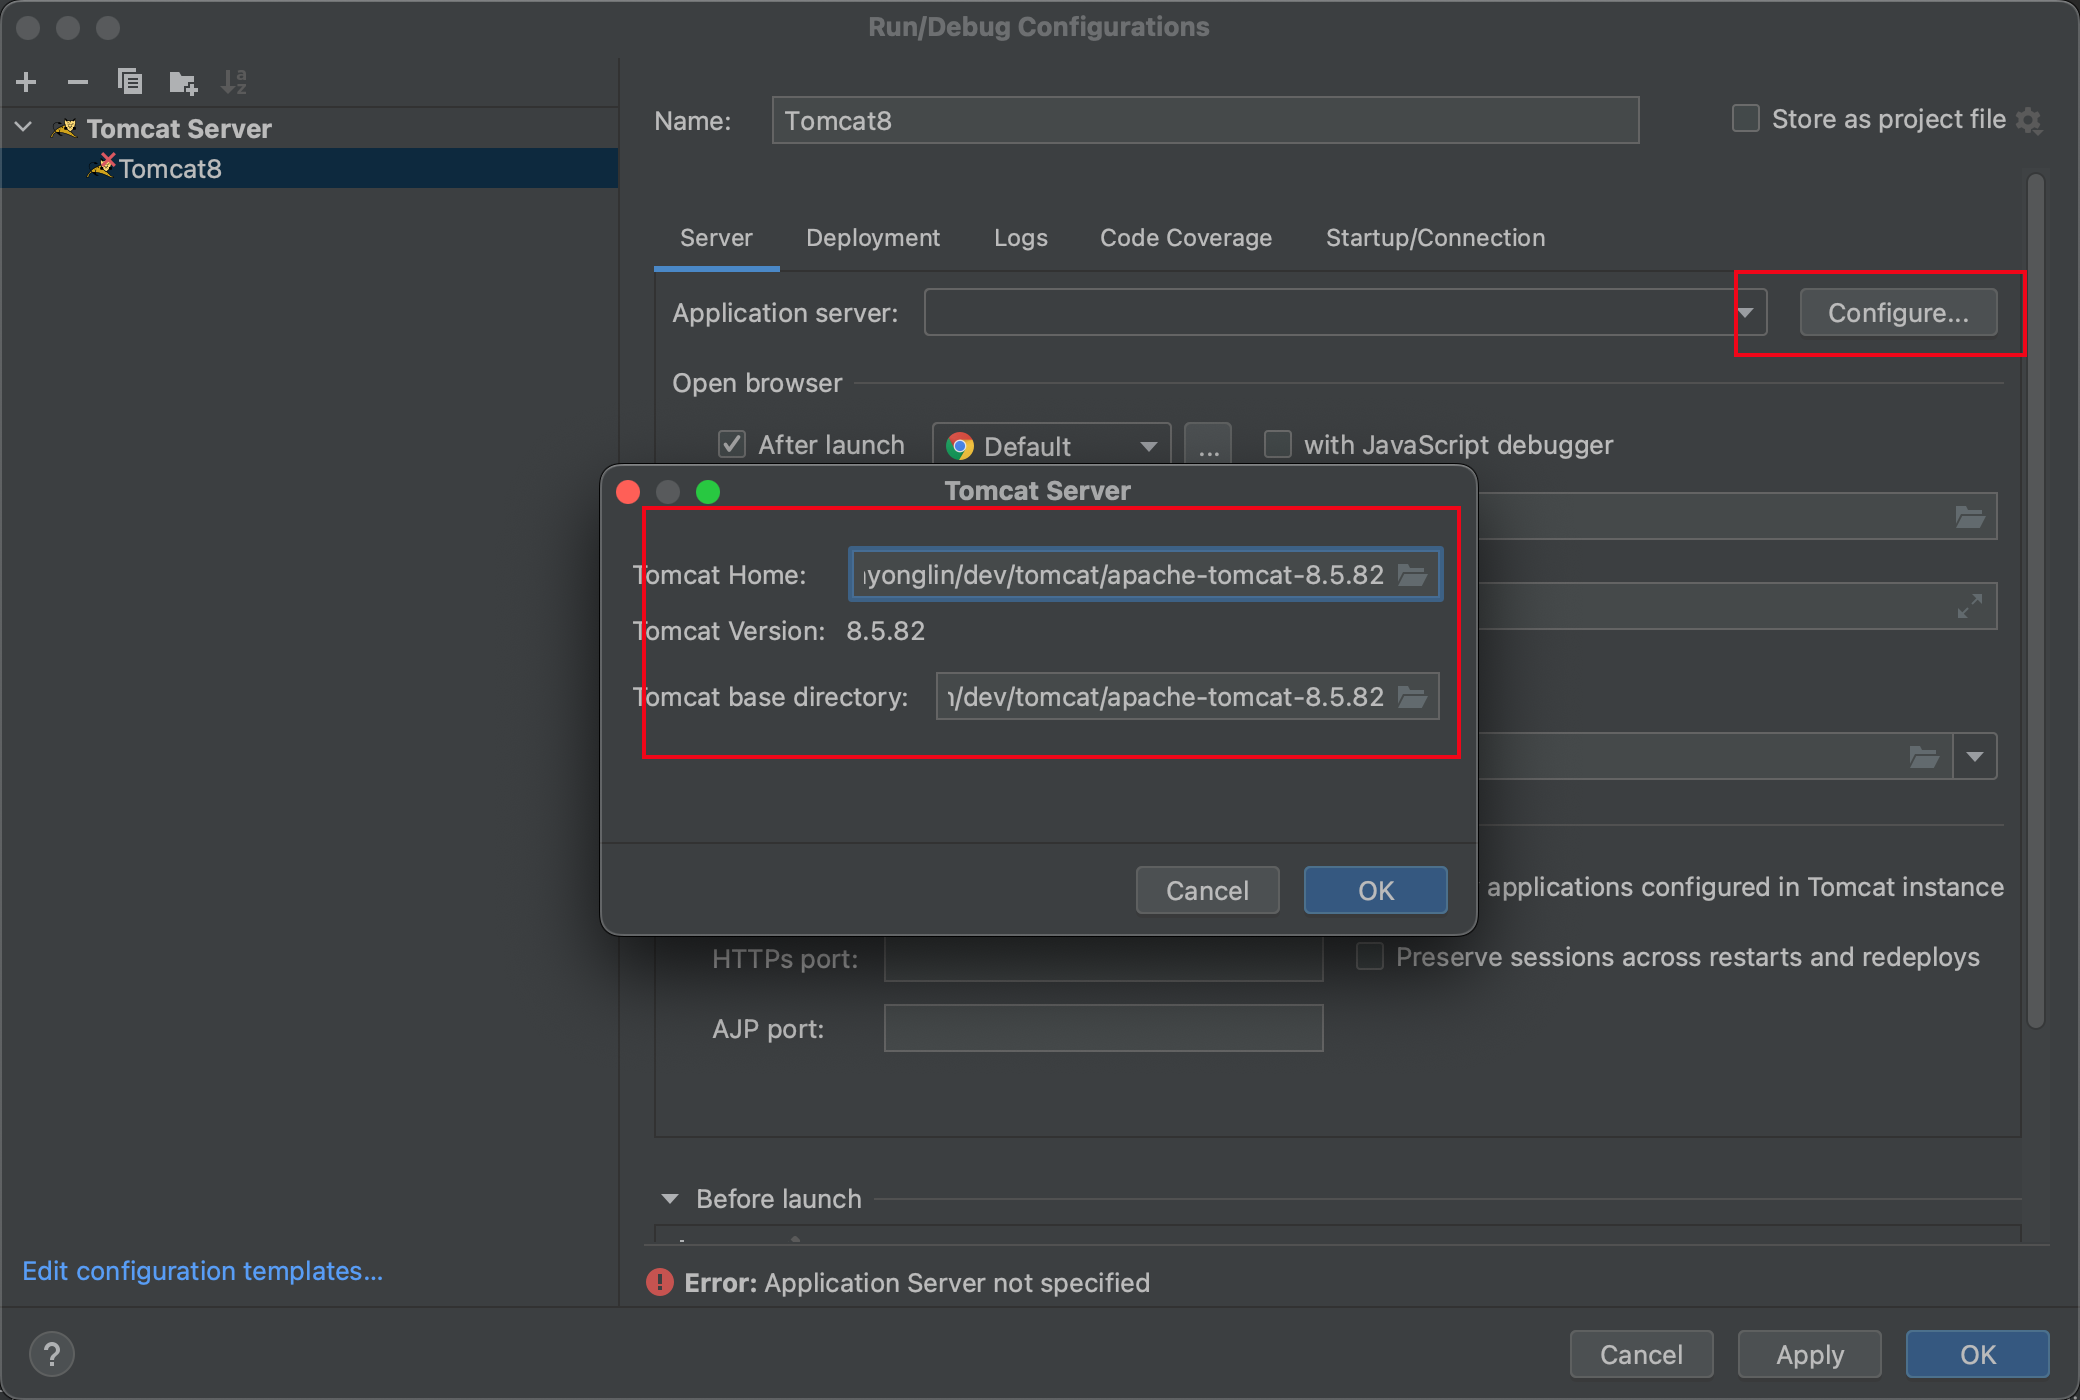 Run/Debug Configurations
Tomcat Server
Tomcat8
Name: Tomcat8
Store as project file
Server Deployment Logs Code Coverage Startup/Connection
Application server: Configure...
Open browser
After launch Default ... with JavaScript debugger
Tomcat Server
Tomcat Home: yonglin/dev/tomcat/apache-tomcat-8.5.82
Tomcat Version: 8.5.82
Tomcat base directory: /dev/tomcat/apache-tomcat-8.5.82
Cancel OK
applications configured in Tomcat instance
HTTPs port: Preserve sessions across restarts and redeploys
AJP port:
Before launch
Edit configuration templates...
Error: Application Server not specified
? Cancel Apply OK